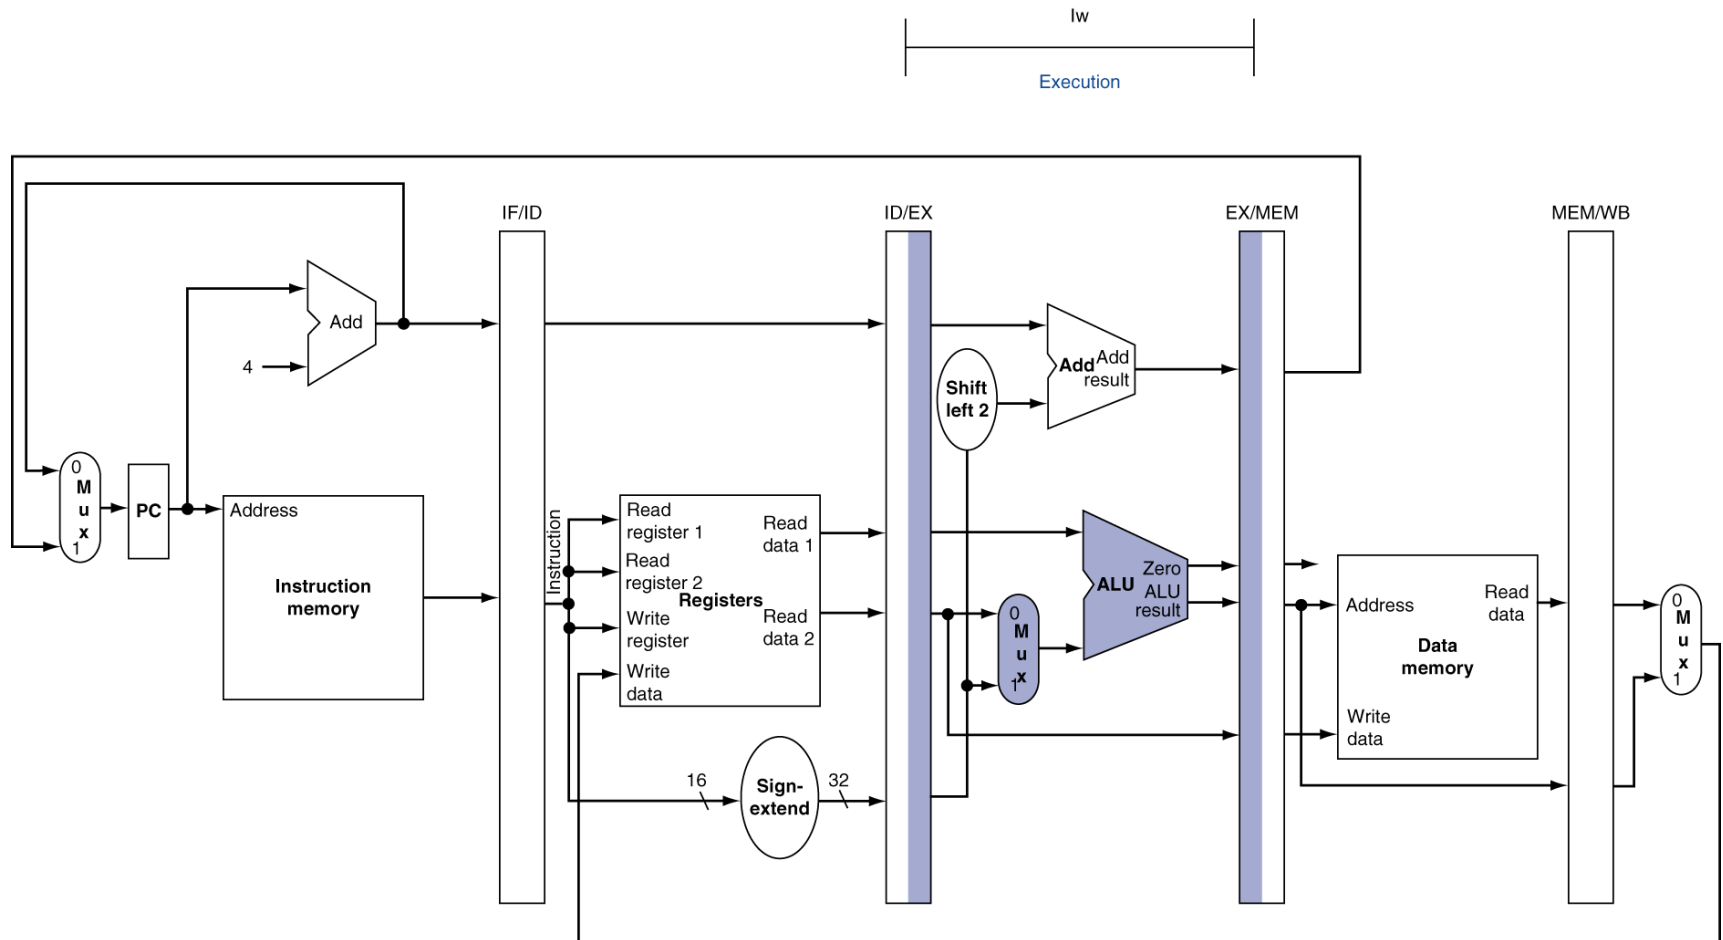 lw
Execution
IF/ID
ID/EX
EX/MEM
MEM/WB
Add
4
Add Add
result
Shift
left 2
0
M
u
x
1
PC
Address
Instruction
memory
Instruction
Read
register 1
Read
register 2
Registers
Write
register
Write
data
Read
data 1
Read
data 2
0
M
u
x
1
ALU
Zero
ALU
result
Address
Read
data
Data
memory
Write
data
0
M
u
x
1
16
Sign-
extend
32